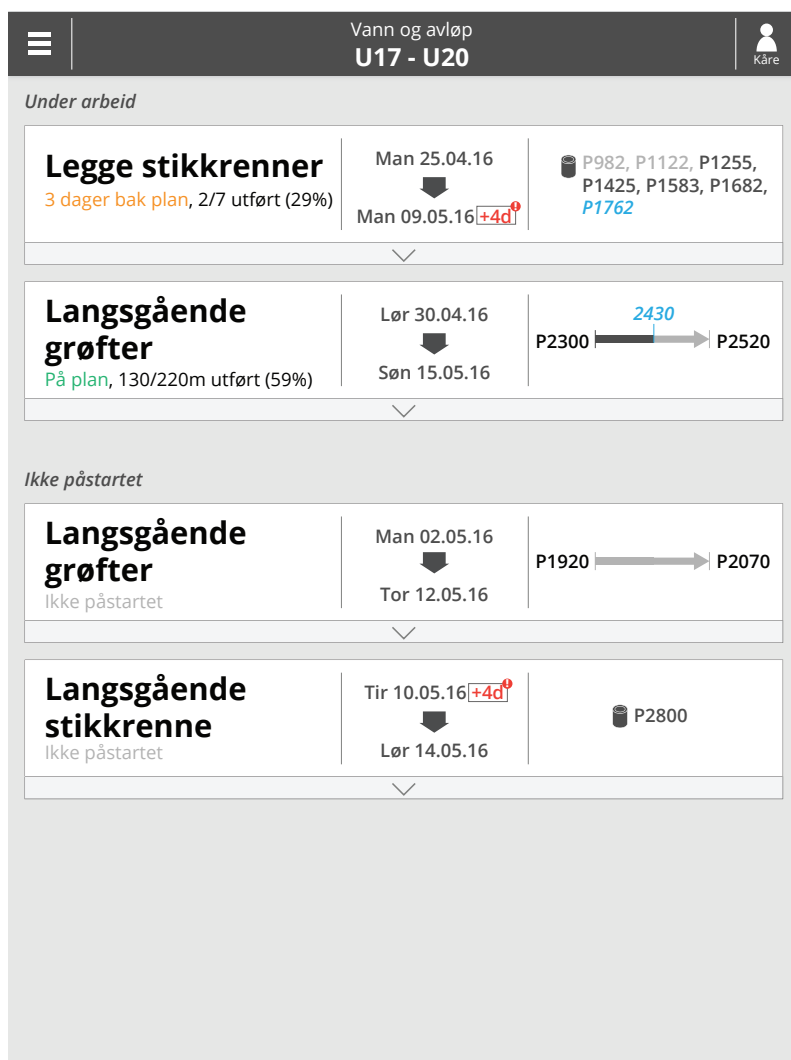 Vann og avløp
U17 - U20
Kåre
Under arbeid
Legge stikkrenner
3 dager bak plan, 2/7 utført (29%)
Man 25.04.16
Man 09.05.16 +4d!
P982, P1122, P1255,
P1425, P1583, P1682,
P1762
Langsgående
grøfter
På plan, 130/220m utført (59%)
Lør 30.04.16
Søn 15.05.16
2430
P2300 P2520
Ikke påstartet
Langsgående
grøfter
Ikke påstartet
Man 02.05.16
Tor 12.05.16
P1920 P2070
Langsgående
stikkrenne
Ikke påstartet
Tir 10.05.16 +4d!
Lør 14.05.16
P2800